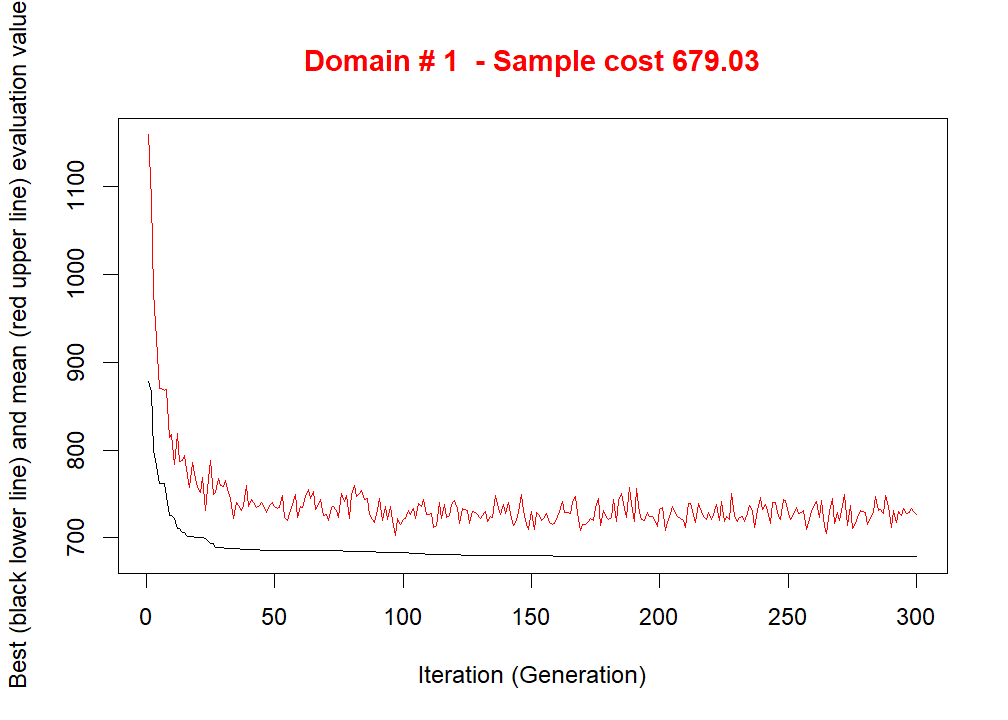 Domain # 1  - Sample cost 679.03
Best (black lower line) and mean (red upper line) evaluation value
1100
1000
900
800
700
0 50 100 150 200 250 300
Iteration (Generation)